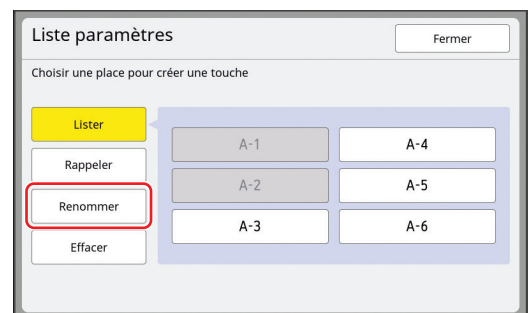 Liste paramètres
Fermer
Choisir une place pour créer une touche
Lister
Rappeler
Renommer
Effacer
A-1
A-4
A-2
A-5
A-3
A-6